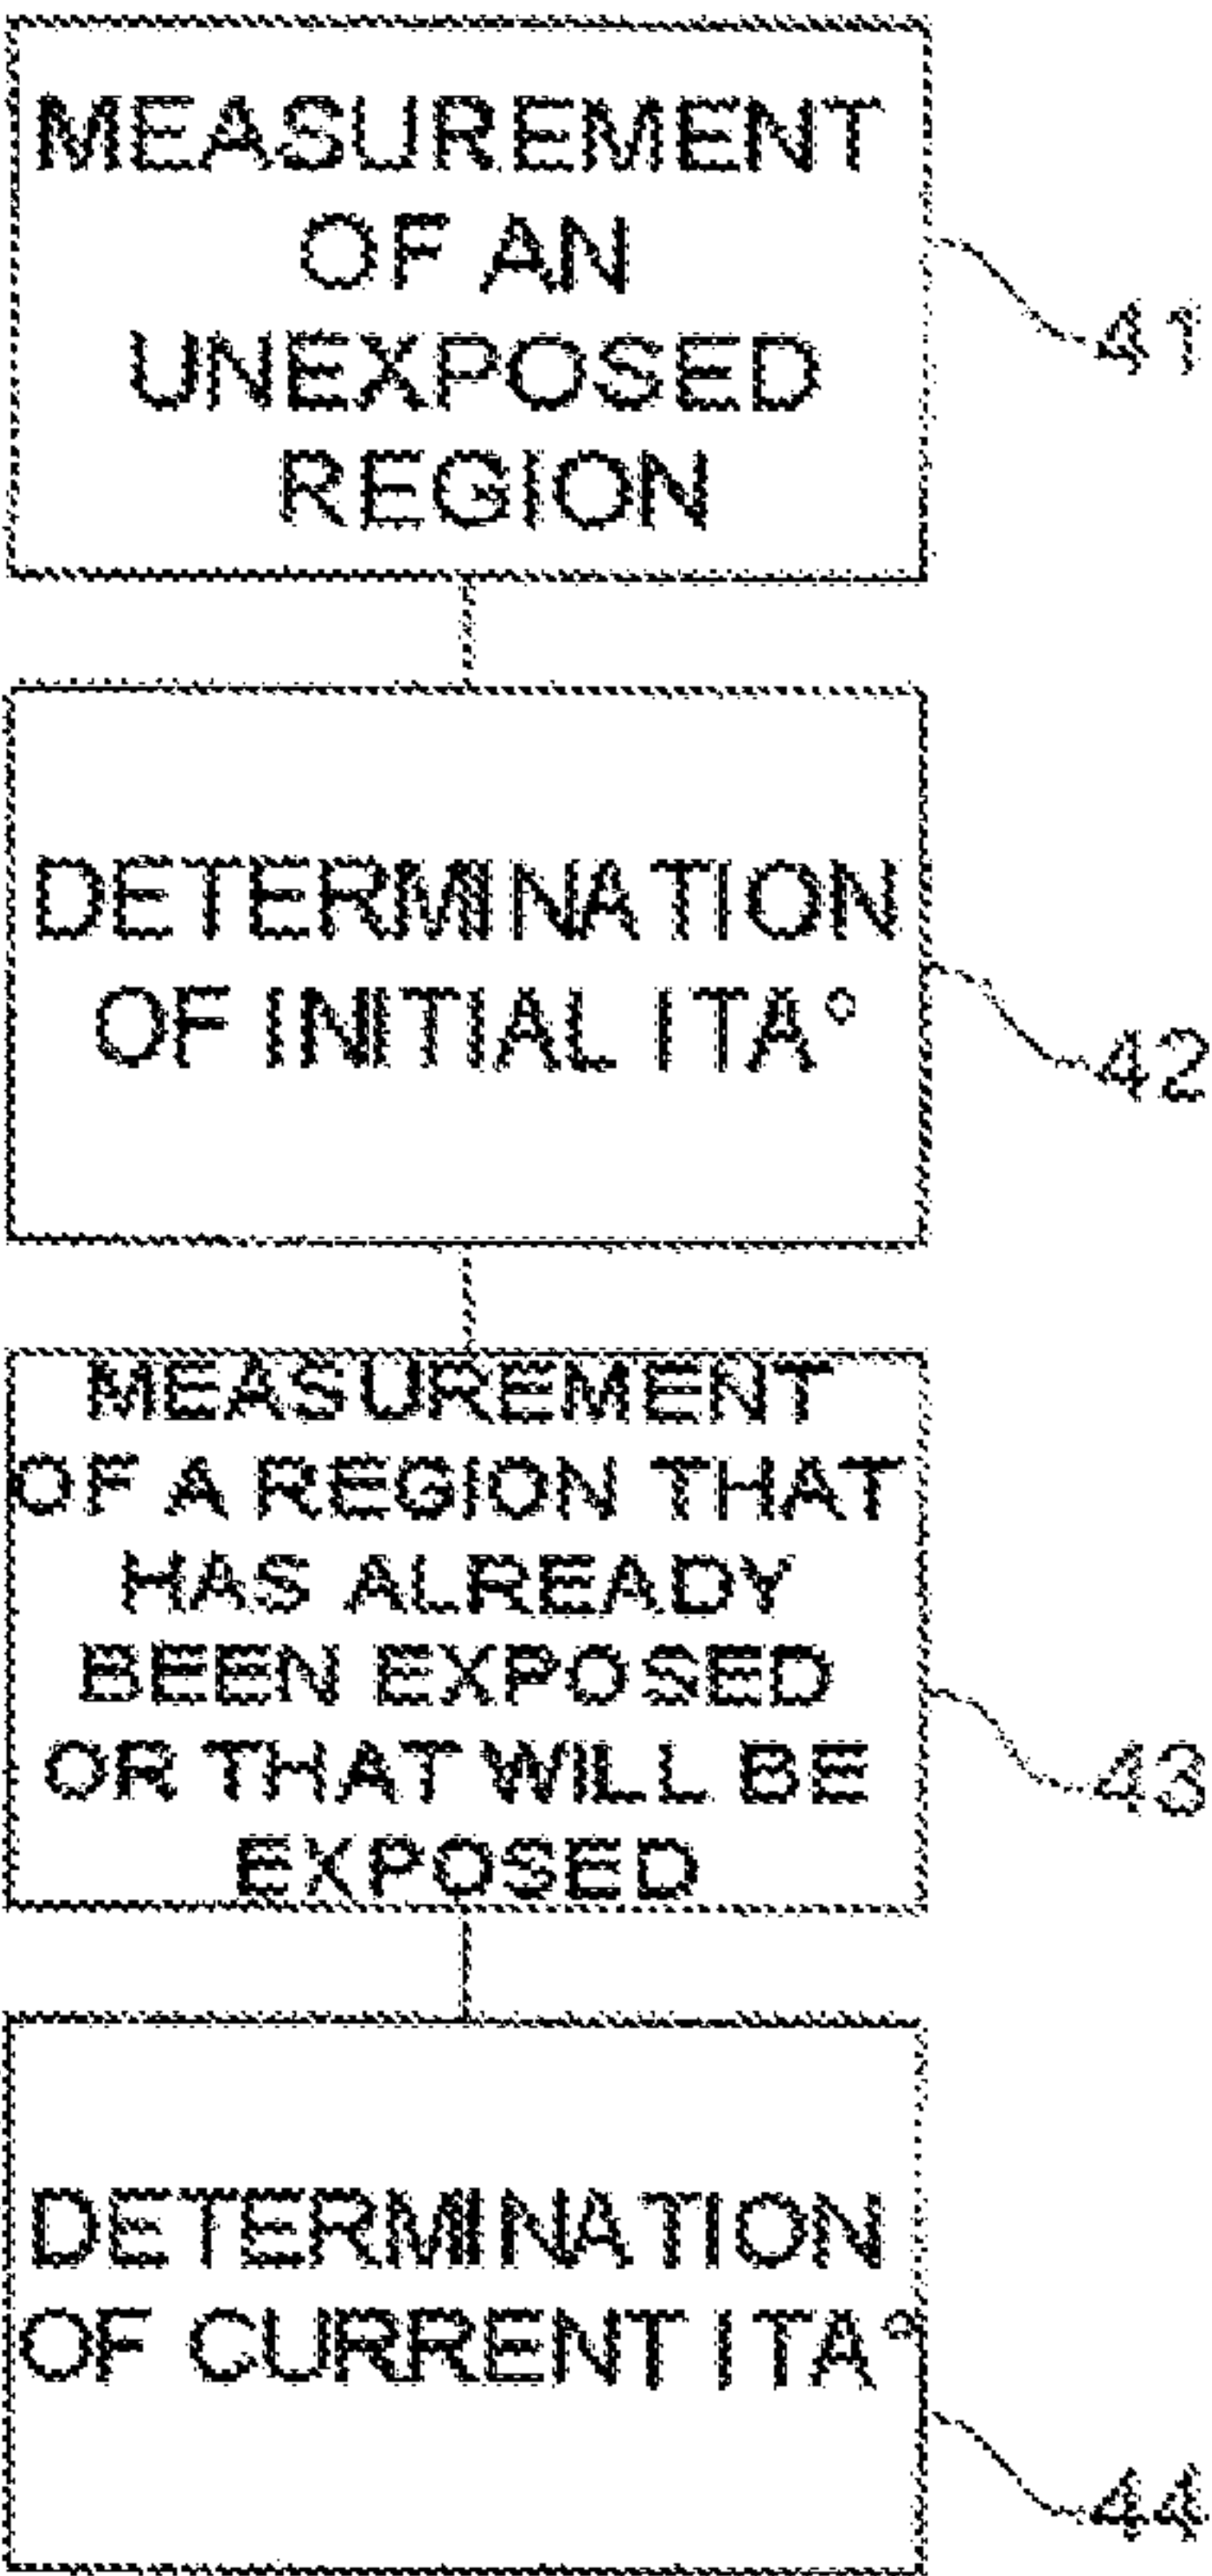 MEASUREMENT
OF AN
UNEXPOSED
REGION
41
DETERMINATION
OF INITIAL ITA°
42
MEASUREMENT
OF A REGION THAT
HAS ALREADY
BEEN EXPOSED
OR THAT WILL BE
EXPOSED
43
DETERMINATION
OF CURRENT ITA°
44